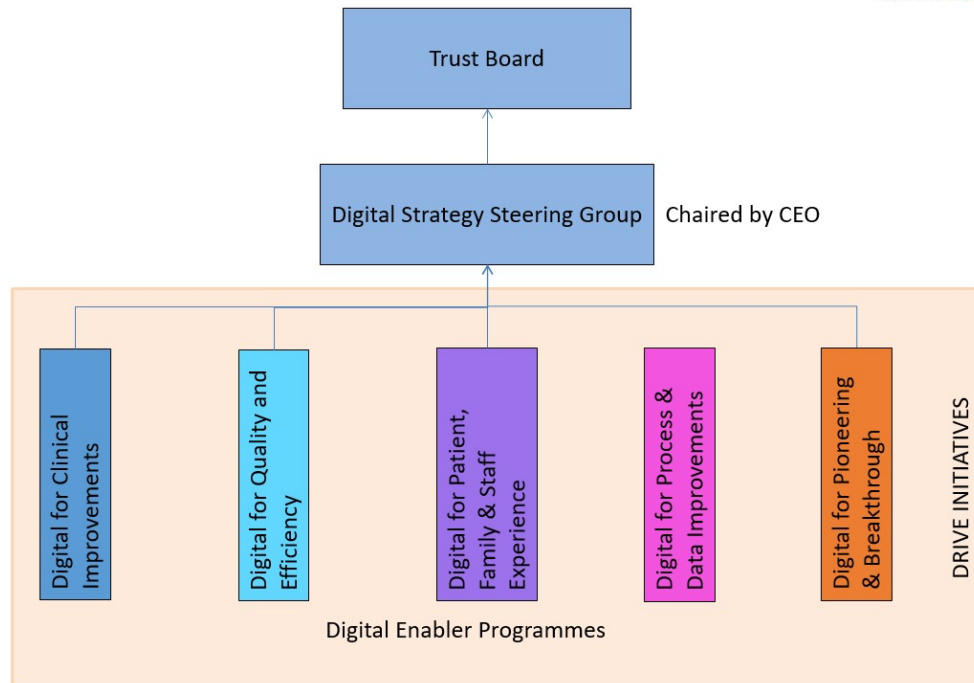 Trust Board
Digital Strategy Steering Group
Chaired by CEO
Digital for Clinical
Improvements
Digital for Quality and
Efficiency
Digital for Patient,
Family & Staff
Experience
Digital for Process &
Data Improvements
Digital for Pioneering
& Breakthrough
DRIVE INITIATIVES
Digital Enabler Programmes